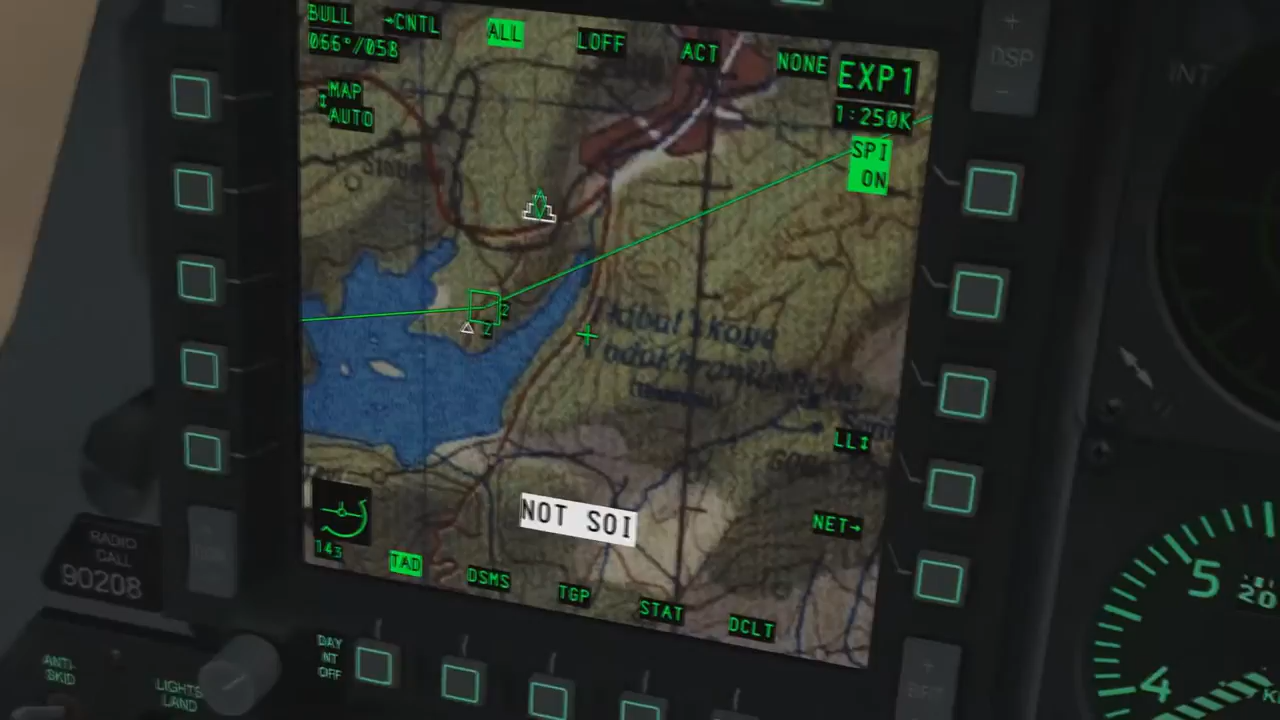 BULL
→CNTL
ALL
LOFF
ACT
NONE
EXP1
066°/058
1:250K
MAP
AUTO
SPI
ON
2
2
LL↕
NET→
NOT SOI
143
TAD
DSMS
TGP
STAT
DCLT
DSP
INT
RADIO
CALL
90208
DAY
NT
OFF
ANTI-
SKID
LIGHTS
LAND
5
20
4